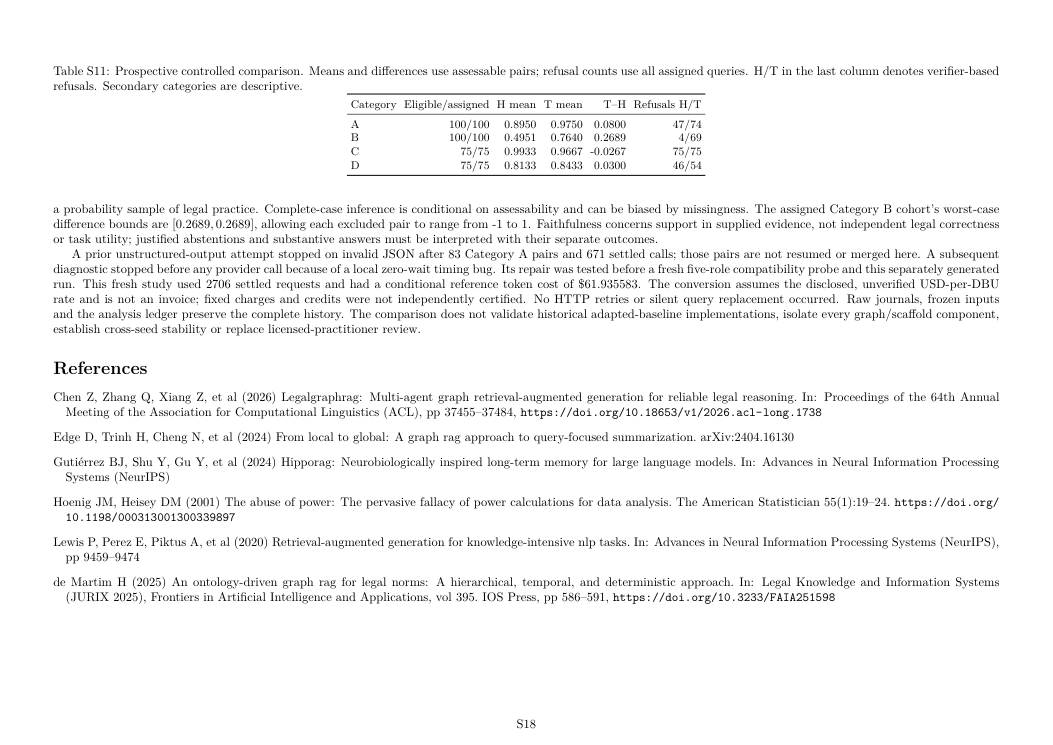 Table S11: Prospective controlled comparison. Means and differences use assessable pairs; refusal counts use all assigned queries. H/T in the last column denotes verifier-based
refusals. Secondary categories are descriptive.
Category Eligible/assigned H mean T mean T–H Refusals H/T
A 100/100 0.8950 0.9750 0.0800 47/74
B 100/100 0.4951 0.7640 0.2689 4/69
C 75/75 0.9933 0.9667 -0.0267 75/75
D 75/75 0.8133 0.8433 0.0300 46/54
a probability sample of legal practice. Complete-case inference is conditional on assessability and can be biased by missingness. The assigned Category B cohort's worst-case
difference bounds are [0.2689, 0.2689], allowing each excluded pair to range from -1 to 1. Faithfulness concerns support in supplied evidence, not independent legal correctness
or task utility; justified abstentions and substantive answers must be interpreted with their separate outcomes.
A prior unstructured-output attempt stopped on invalid JSON after 83 Category A pairs and 671 settled calls; those pairs are not resumed or merged here. A subsequent
diagnostic stopped before any provider call because of a local zero-wait timing bug. Its repair was tested before a fresh five-role compatibility probe and this separately generated
run. This fresh study used 2706 settled requests and had a conditional reference token cost of $61.935583. The conversion assumes the disclosed, unverified USD-per-DBU
rate and is not an invoice; fixed charges and credits were not independently certified. No HTTP retries or silent query replacement occurred. Raw journals, frozen inputs
and the analysis ledger preserve the complete history. The comparison does not validate historical adapted-baseline implementations, isolate every graph/scaffold component,
establish cross-seed stability or replace licensed-practitioner review.
References
Chen Z, Zhang Q, Xiang Z, et al (2026) Legalgraphrag: Multi-agent graph retrieval-augmented generation for reliable legal reasoning. In: Proceedings of the 64th Annual
Meeting of the Association for Computational Linguistics (ACL), pp 37455–37484, https://doi.org/10.18653/v1/2026.acl-long.1738
Edge D, Trinh H, Cheng N, et al (2024) From local to global: A graph rag approach to query-focused summarization. arXiv:2404.16130
Gutiérrez BJ, Shu Y, Gu Y, et al (2024) Hipporag: Neurobiologically inspired long-term memory for large language models. In: Advances in Neural Information Processing
Systems (NeurIPS)
Hoenig JM, Heisey DM (2001) The abuse of power: The pervasive fallacy of power calculations for data analysis. The American Statistician 55(1):19–24. https://doi.org/
10.1198/000313001300339897
Lewis P, Perez E, Piktus A, et al (2020) Retrieval-augmented generation for knowledge-intensive nlp tasks. In: Advances in Neural Information Processing Systems (NeurIPS),
pp 9459–9474
de Martim H (2025) An ontology-driven graph rag for legal norms: A hierarchical, temporal, and deterministic approach. In: Legal Knowledge and Information Systems
(JURIX 2025), Frontiers in Artificial Intelligence and Applications, vol 395. IOS Press, pp 586–591, https://doi.org/10.3233/FAIA251598
S18